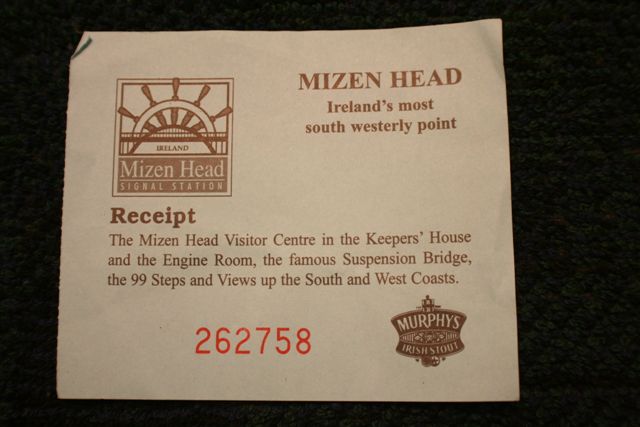 MIZEN HEAD
Ireland's most
south westerly point
IRELAND
Mizen Head
SIGNAL STATION
Receipt
The Mizen Head Visitor Centre in the Keepers' House
and the Engine Room, the famous Suspension Bridge,
the 99 Steps and Views up the South and West Coasts.
262758
MURPHYS
IRISH STOUT